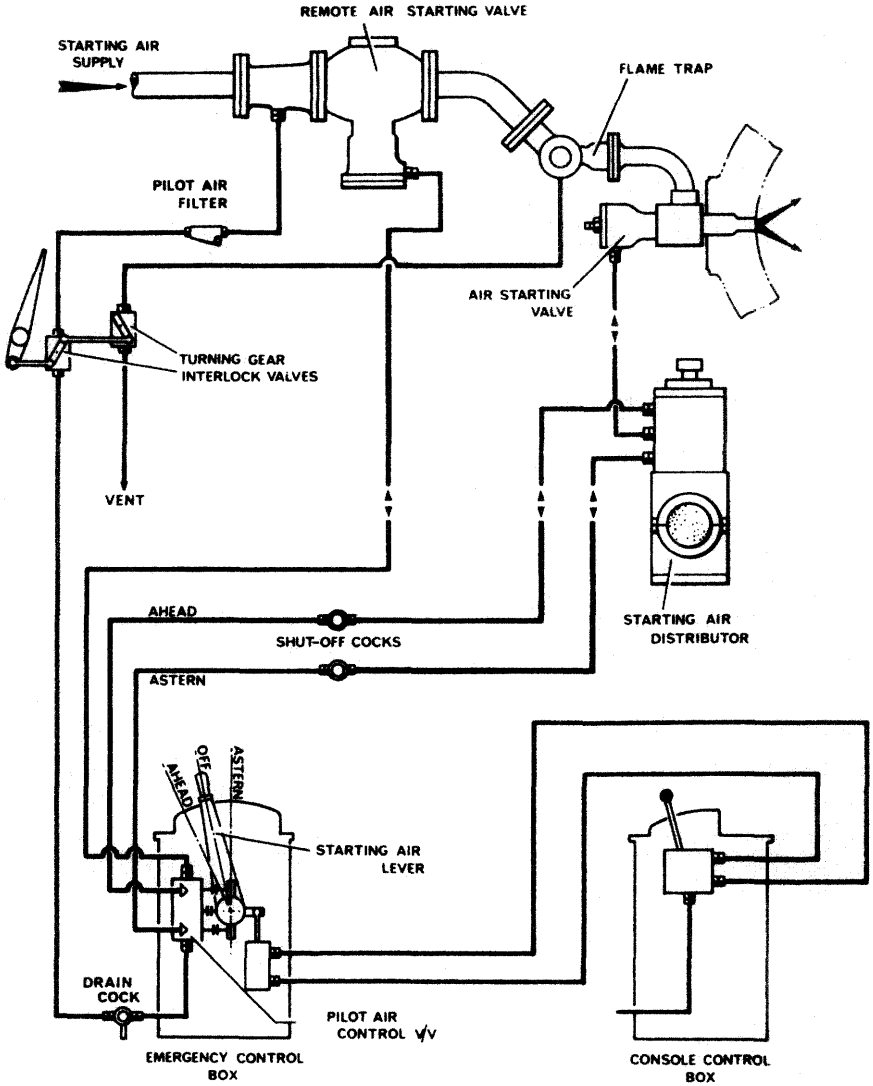 REMOTE AIR STARTING VALVE
STARTING AIR
SUPPLY
FLAME TRAP
PILOT AIR
FILTER
AIR STARTING
VALVE
TURNING GEAR
INTERLOCK VALVES
VENT
AHEAD
SHUT-OFF COCKS
STARTING AIR
DISTRIBUTOR
ASTERN
AHEAD
OFF
ASTERN
STARTING AIR
LEVER
DRAIN
COCK
PILOT AIR
CONTROL V/V
EMERGENCY CONTROL
BOX
CONSOLE CONTROL
BOX